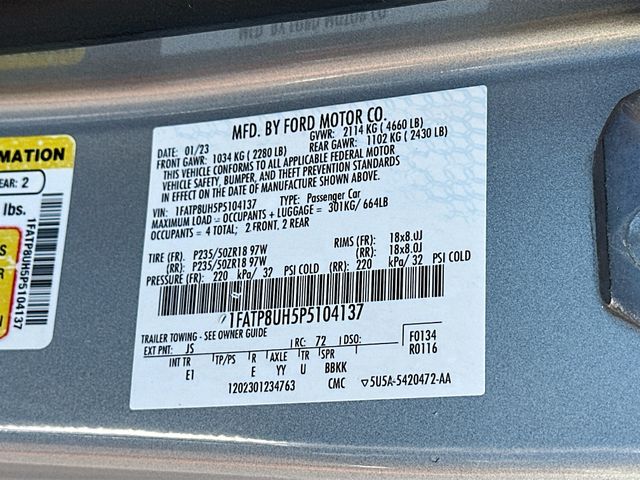 MFD. BY FORD MOTOR CO.
DATE: 01/23 GVWR: 2114 KG ( 4660 LB)
FRONT GAWR: 1034 KG ( 2280 LB) REAR GAWR: 1102 KG ( 2430 LB)
THIS VEHICLE CONFORMS TO ALL APPLICABLE FEDERAL MOTOR
VEHICLE SAFETY, BUMPER, AND THEFT PREVENTION STANDARDS
IN EFFECT ON THE DATE OF MANUFACTURE SHOWN ABOVE.
VIN: 1FATP8UH5P5104137 TYPE: Passenger Car
MAXIMUM LOAD = OCCUPANTS + LUGGAGE = 301KG/ 664LB
OCCUPANTS = 4 TOTAL; 2 FRONT, 2 REAR
TIRE (FR): P235/50ZR18 97W RIMS (FR): 18x8.0J
(RR): P235/50ZR18 97W (RR): 18x8.0J
PRESSURE (FR): 220 kPa/ 32 PSI COLD (RR): 220 kPa/ 32 PSI COLD
1FATP8UH5P5104137
TRAILER TOWING - SEE OWNER GUIDE
EXT PNT: JS RC: 72 DSO: F0134
R0116
INT TR TP/PS R AXLE TR SPR
E1 E YY U BBKK
1202301234763 CMC ▽5U5A-5420472-AA
MATION
EAR: 2
lbs.
S
R
1FATP8UH5P5104137